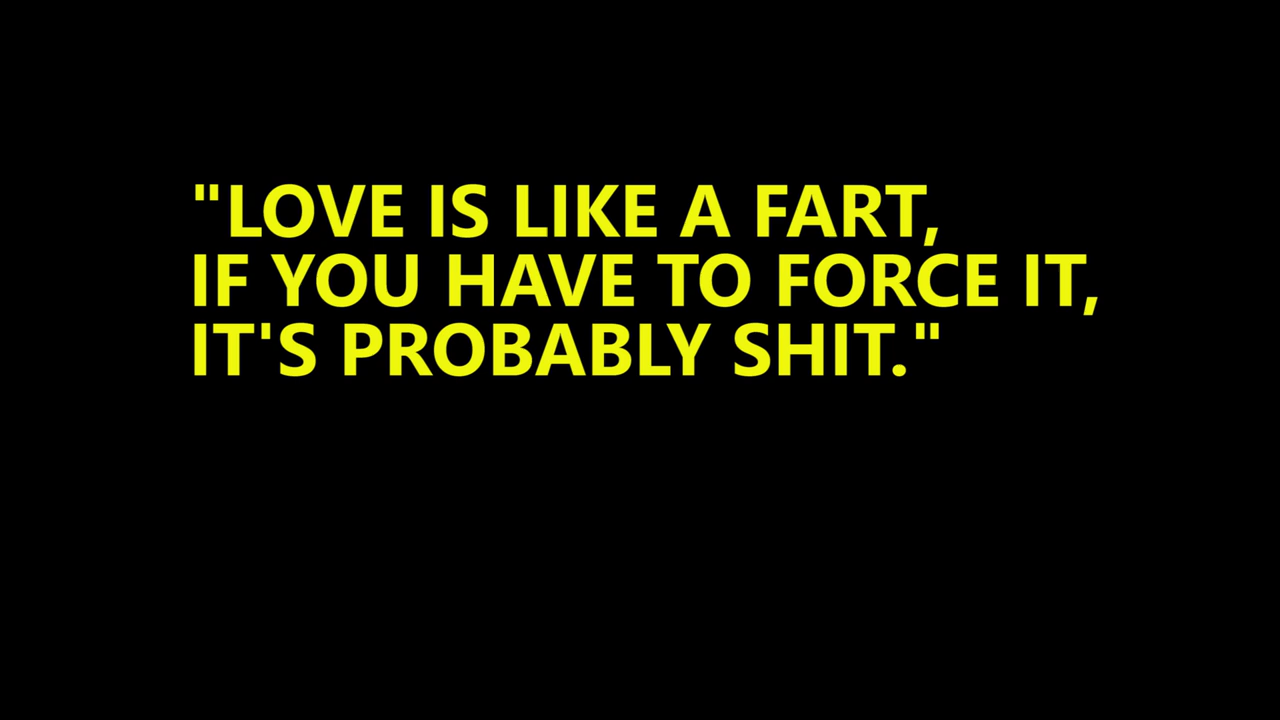 "LOVE IS LIKE A FART,
IF YOU HAVE TO FORCE IT,
IT'S PROBABLY SHIT."